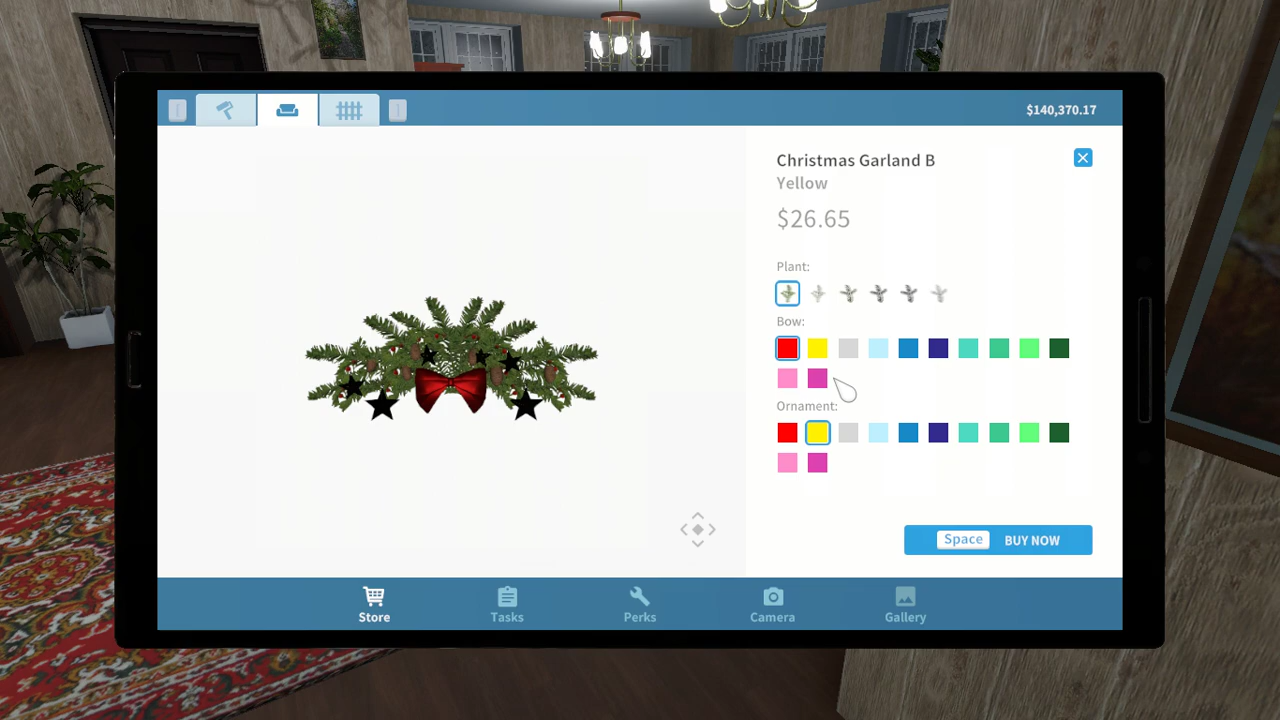 $140,370.17
Christmas Garland B
Yellow
$26.65
Plant:
Bow:
Ornament:
Space BUY NOW
Store
Tasks
Perks
Camera
Gallery